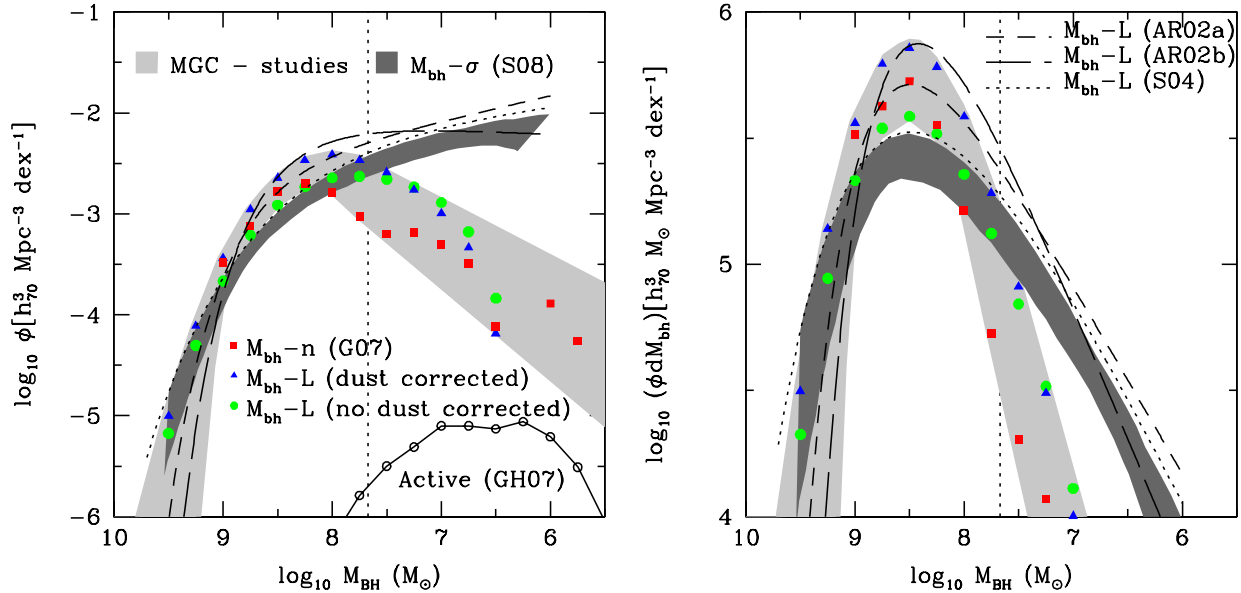 MGC − studies
M_bh−σ (S08)
M_bh−n (G07)
M_bh−L (dust corrected)
M_bh−L (no dust corrected)
Active (GH07)
−1
−2
−3
−4
−5
−6
10 9 8 7 6
log₁₀ φ[h³₇₀ Mpc⁻³ dex⁻¹]
log₁₀ M_BH (M_⊙)
M_bh−L (AR02a)
M_bh−L (AR02b)
M_bh−L (S04)
6
5
4
10 9 8 7 6
log₁₀ (φdM_bh)[h³₇₀ M_⊙ Mpc⁻³ dex⁻¹]
log₁₀ M_BH (M_⊙)